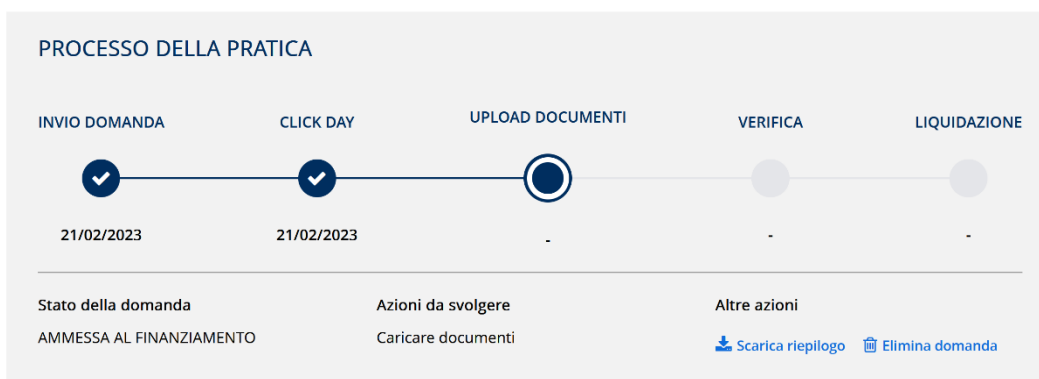 PROCESSO DELLA PRATICA
INVIO DOMANDA CLICK DAY UPLOAD DOCUMENTI VERIFICA LIQUIDAZIONE
21/02/2023 21/02/2023 - - -
Stato della domanda Azioni da svolgere Altre azioni
AMMESSA AL FINANZIAMENTO Caricare documenti Scarica riepilogo Elimina domanda